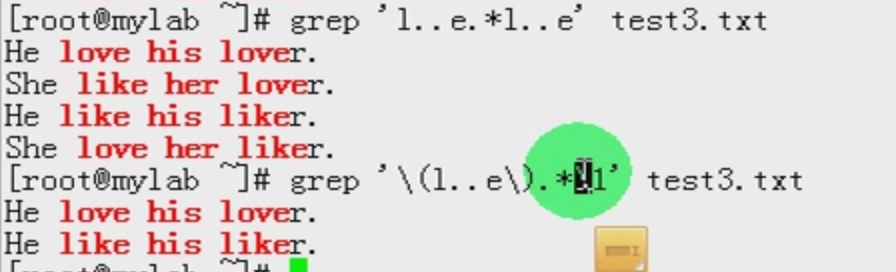 [root@mylab ~]# grep 'l..e.*l..e' test3.txt
He love his lover.
She like her lover.
He like his liker.
She love her liker.
[root@mylab ~]# grep '\(l..e\).*\1' test3.txt
He love his lover.
He like his liker.
[root@mylab ~]#